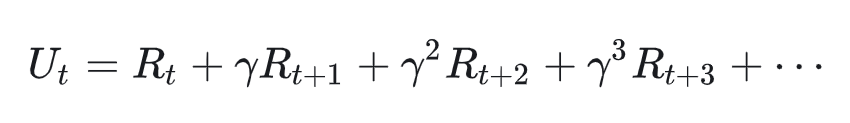 U_t = R_t + γR_{t+1} + γ^2 R_{t+2} + γ^3 R_{t+3} + ⋯